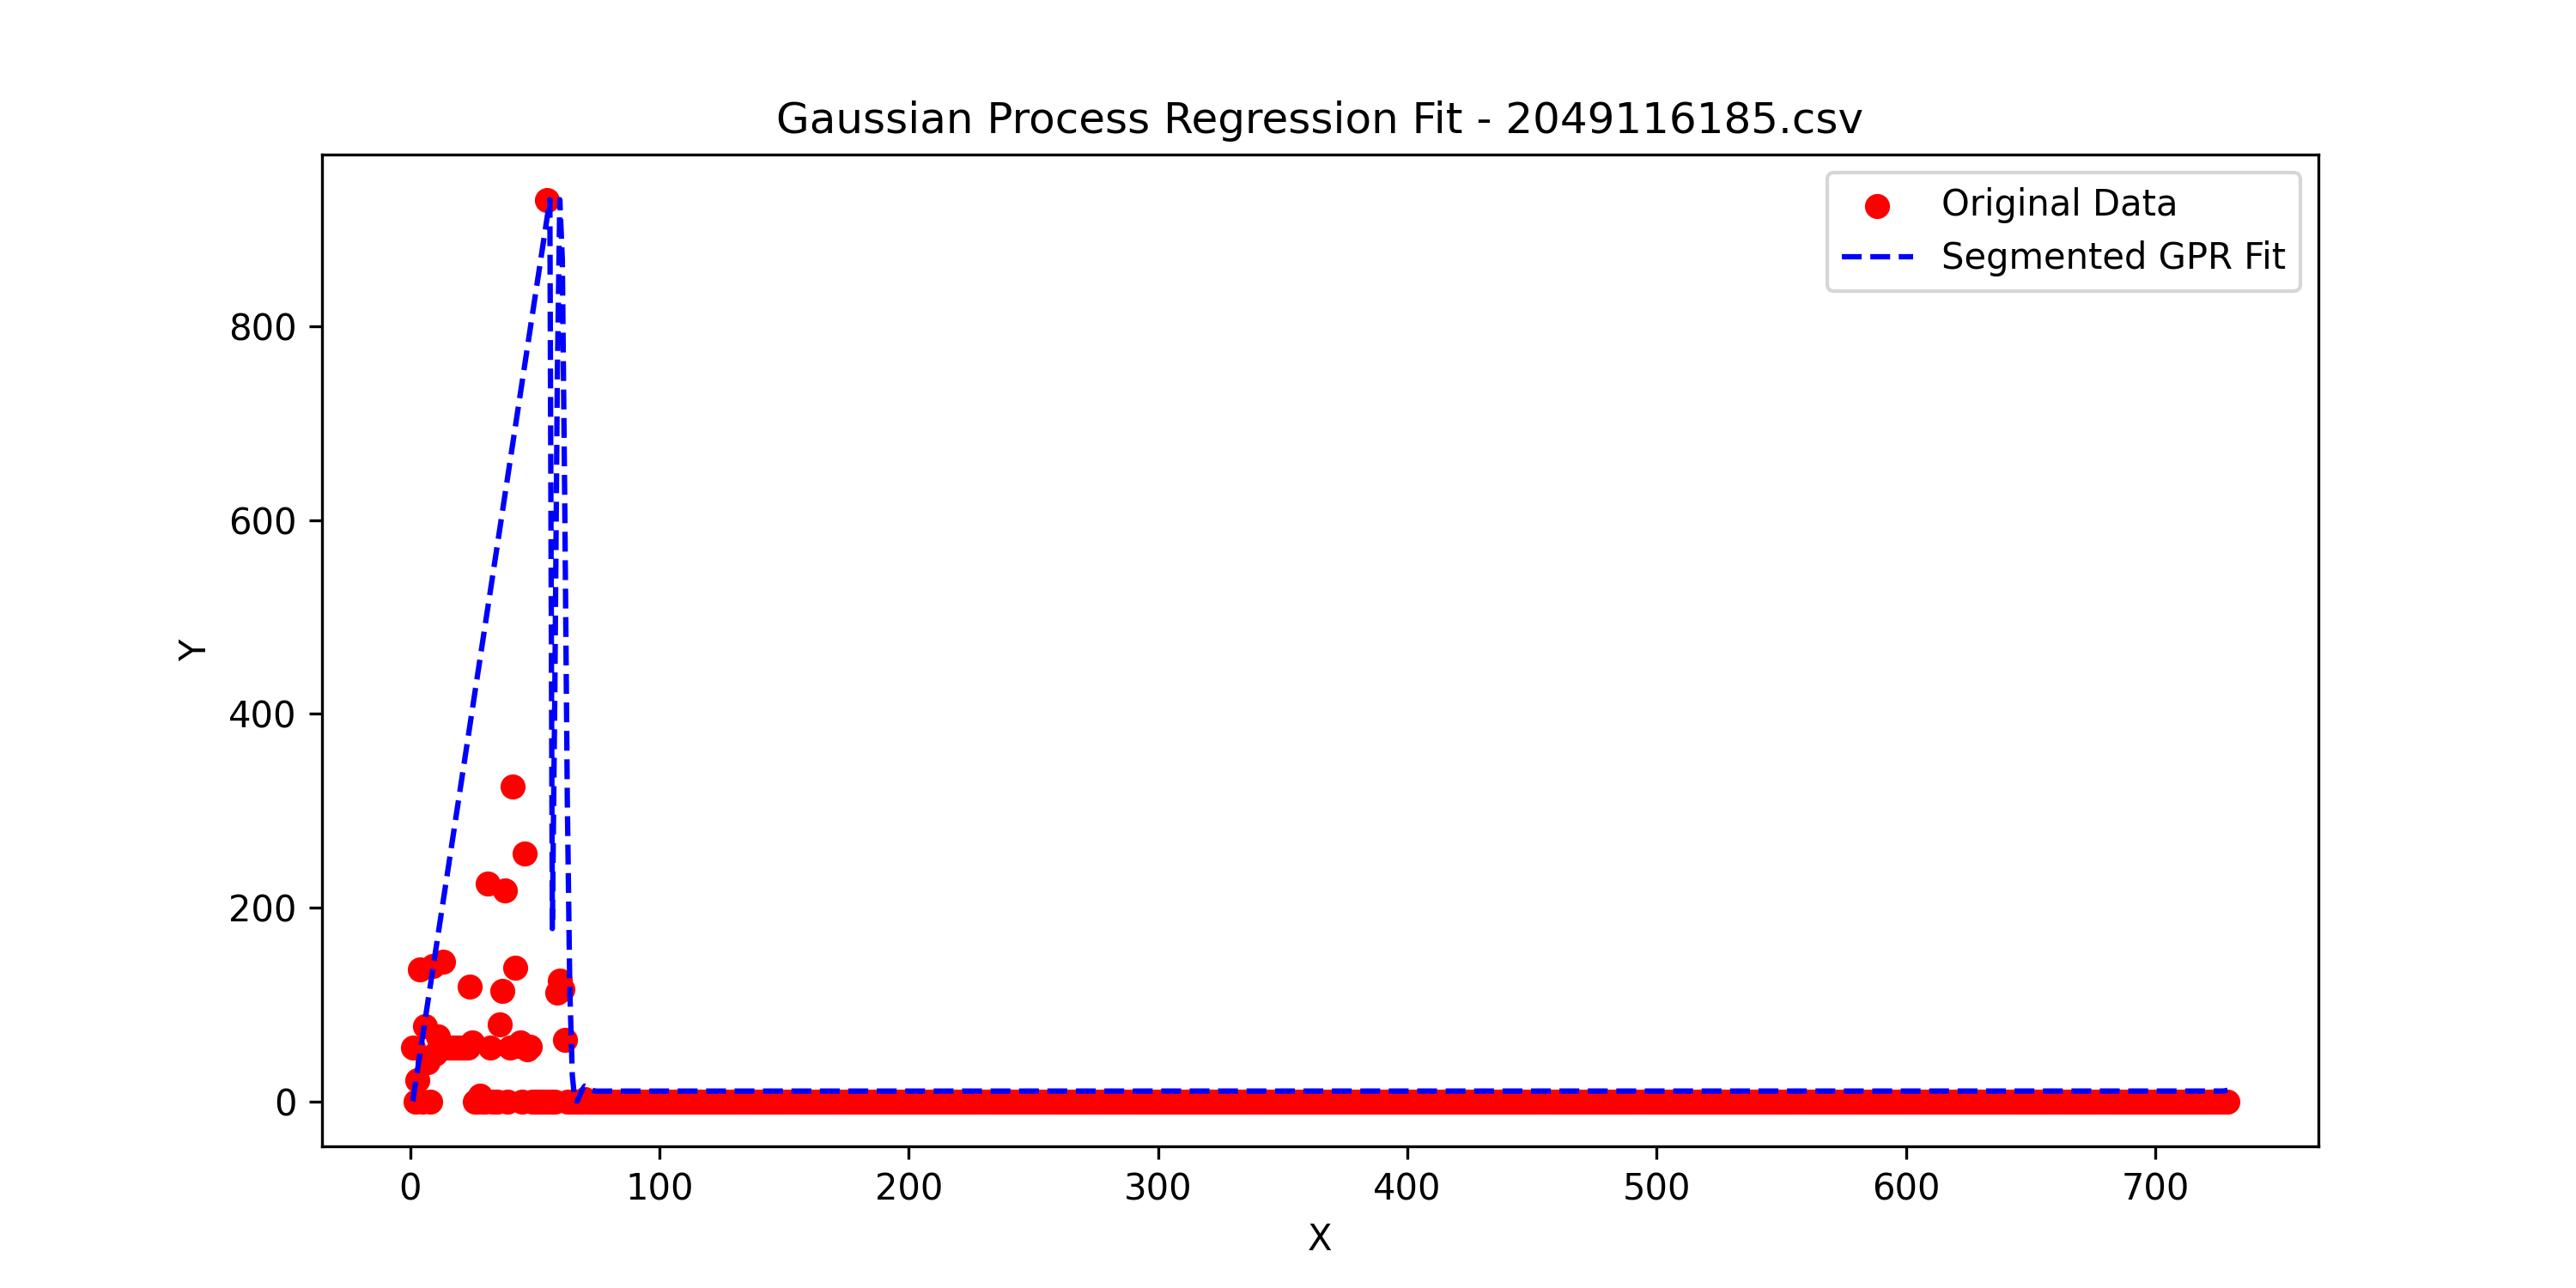 Gaussian Process Regression Fit - 2049116185.csv
Original Data
Segmented GPR Fit
800
600
400
200
0
Y
0 100 200 300 400 500 600 700
X